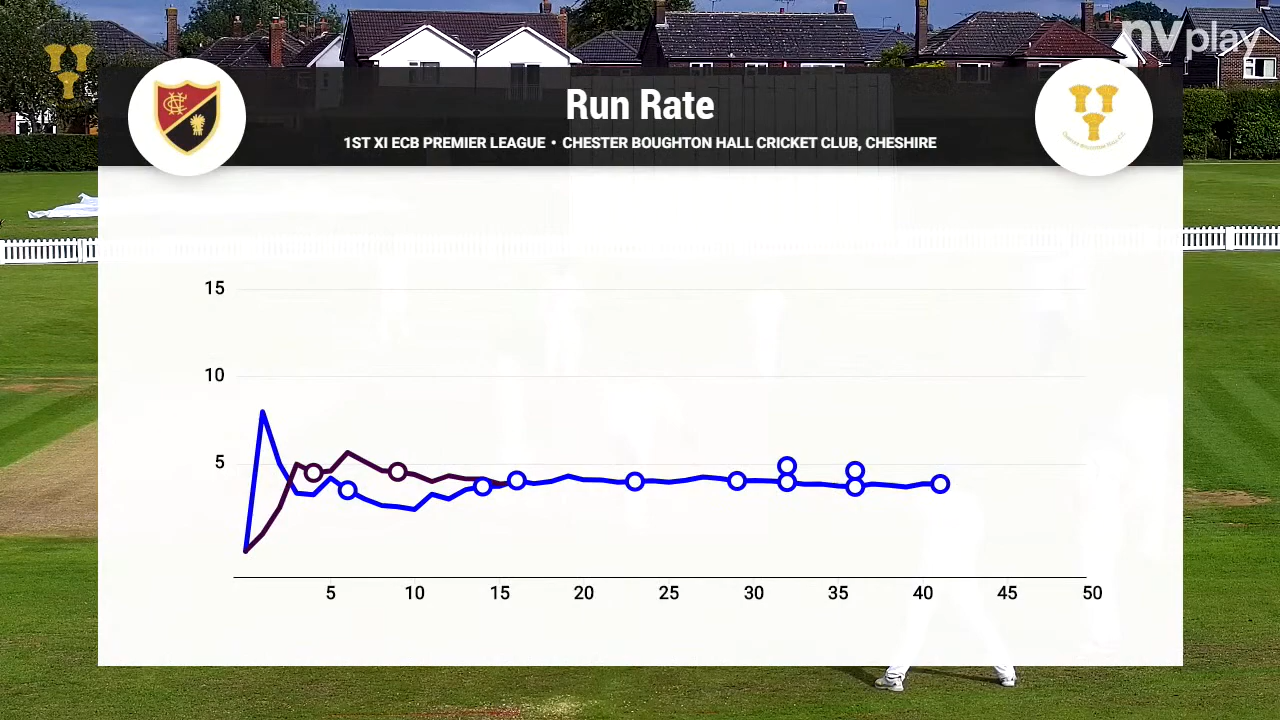 nvplay
Run Rate
1ST XI ECB PREMIER LEAGUE • CHESTER BOUGHTON HALL CRICKET CLUB, CHESHIRE
15
10
5
5 10 15 20 25 30 35 40 45 50